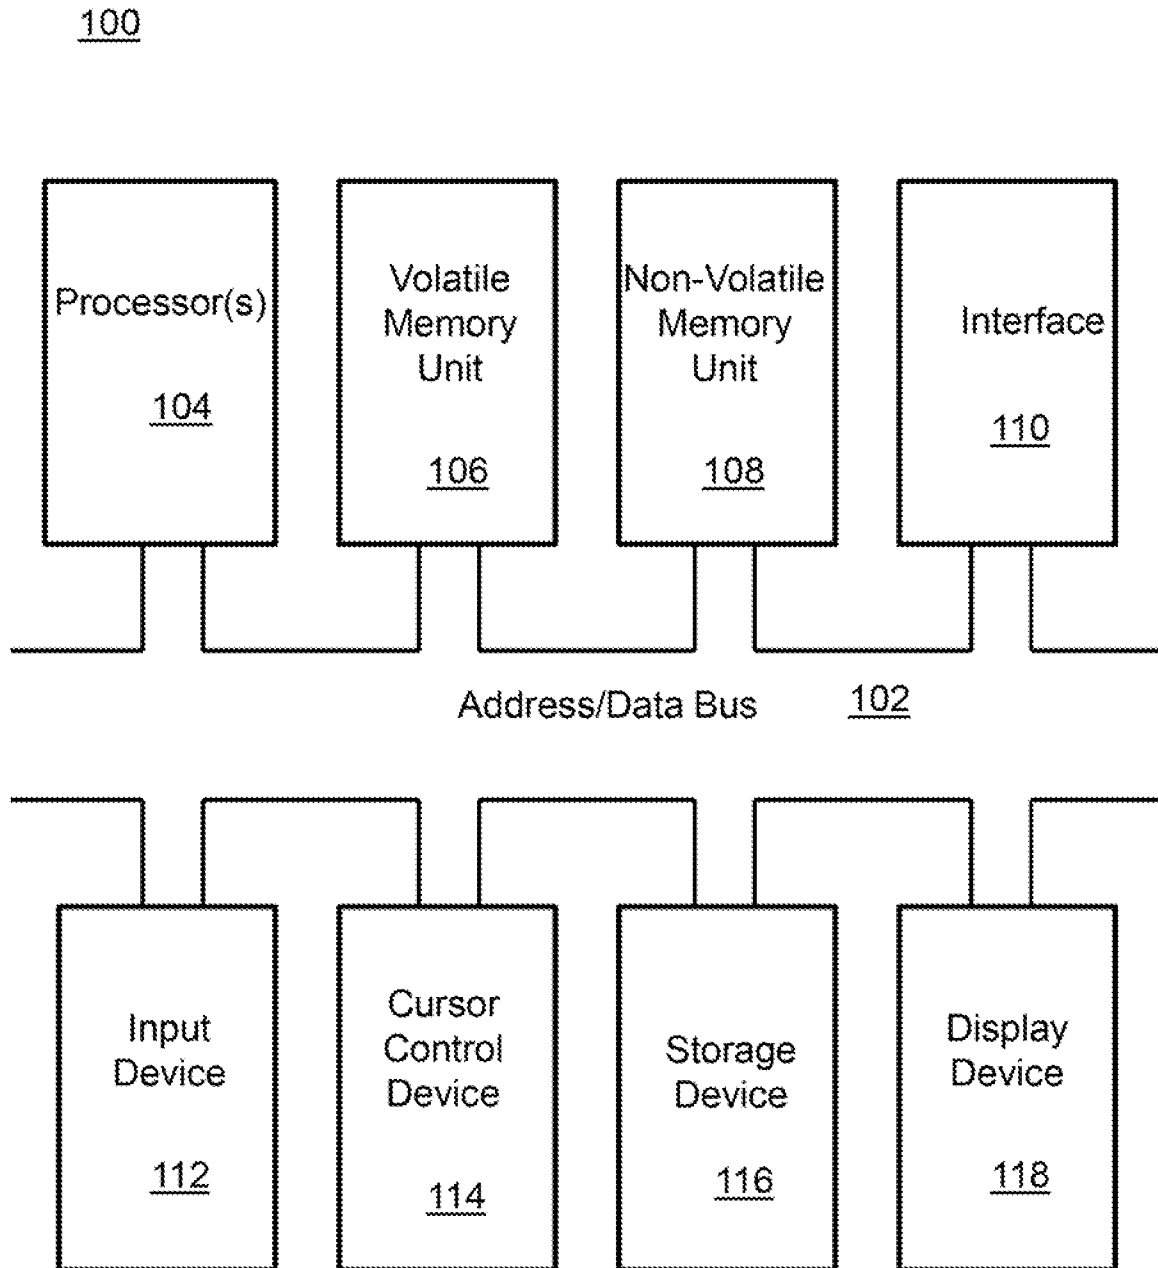 100
Processor(s)
104
Volatile
Memory
Unit
106
Non-Volatile
Memory
Unit
108
Interface
110
Address/Data Bus 102
Input
Device
112
Cursor
Control
Device
114
Storage
Device
116
Display
Device
118